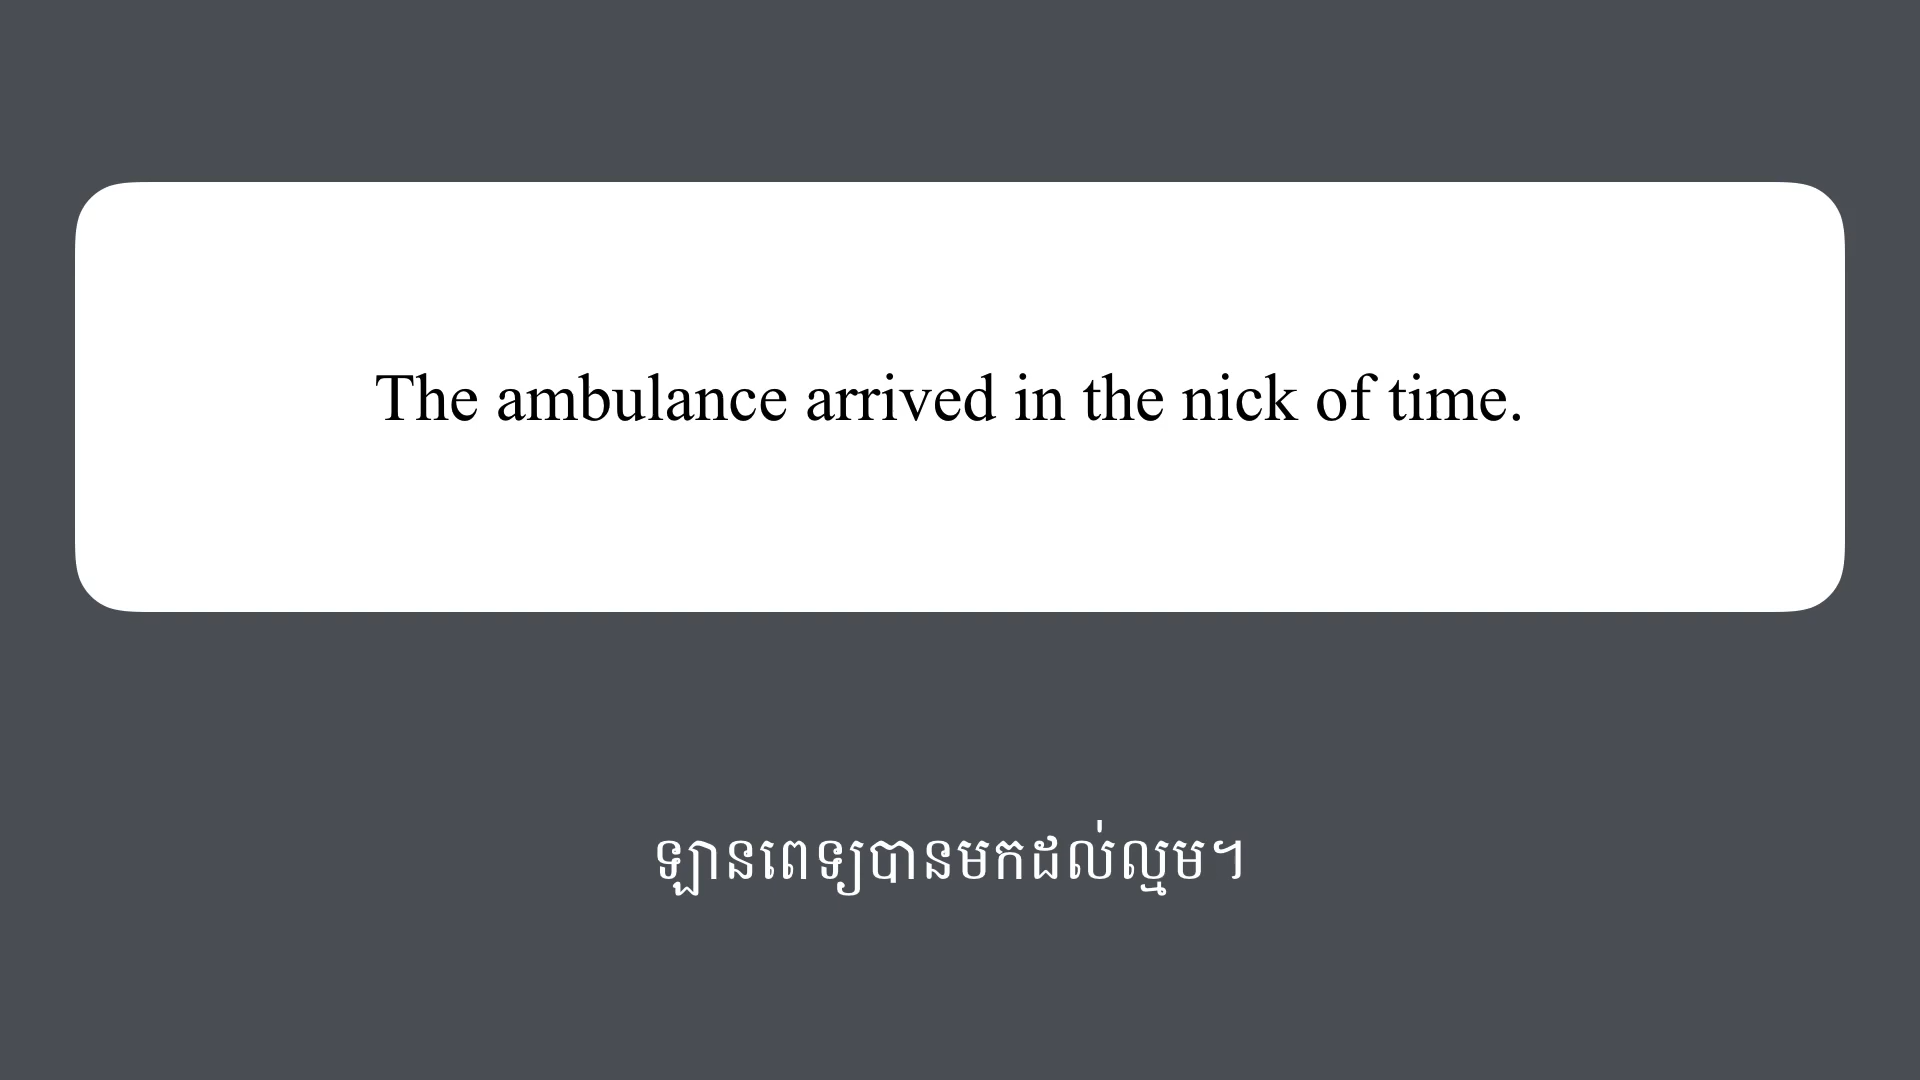 The ambulance arrived in the nick of time.
ឡានពេទ្យបានមកដល់ល្មម។